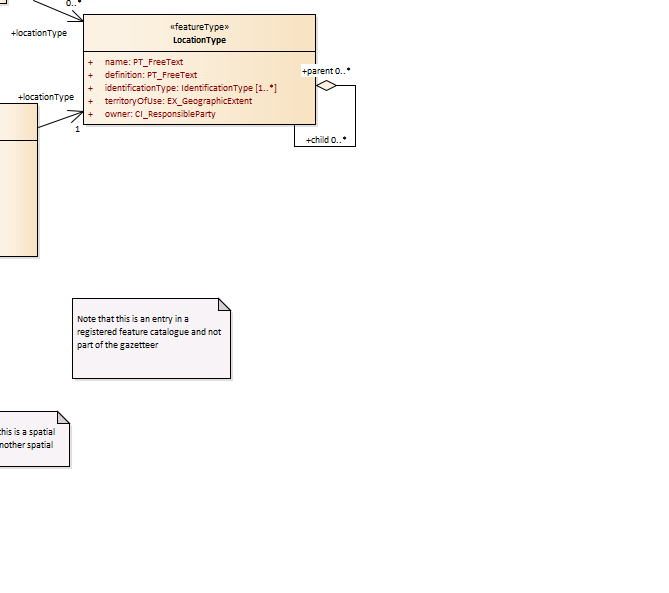 0..*
+locationType
«featureType»
LocationType
+ name: PT_FreeText
+ definition: PT_FreeText
+ identificationType: IdentificationType [1..*]
+ territoryOfUse: EX_GeographicExtent
+ owner: CI_ResponsibleParty
+parent 0..*
+child 0..*
+locationType
1
Note that this is an entry in a
registered feature catalogue and not
part of the gazetteer
this is a spatial
nother spatial